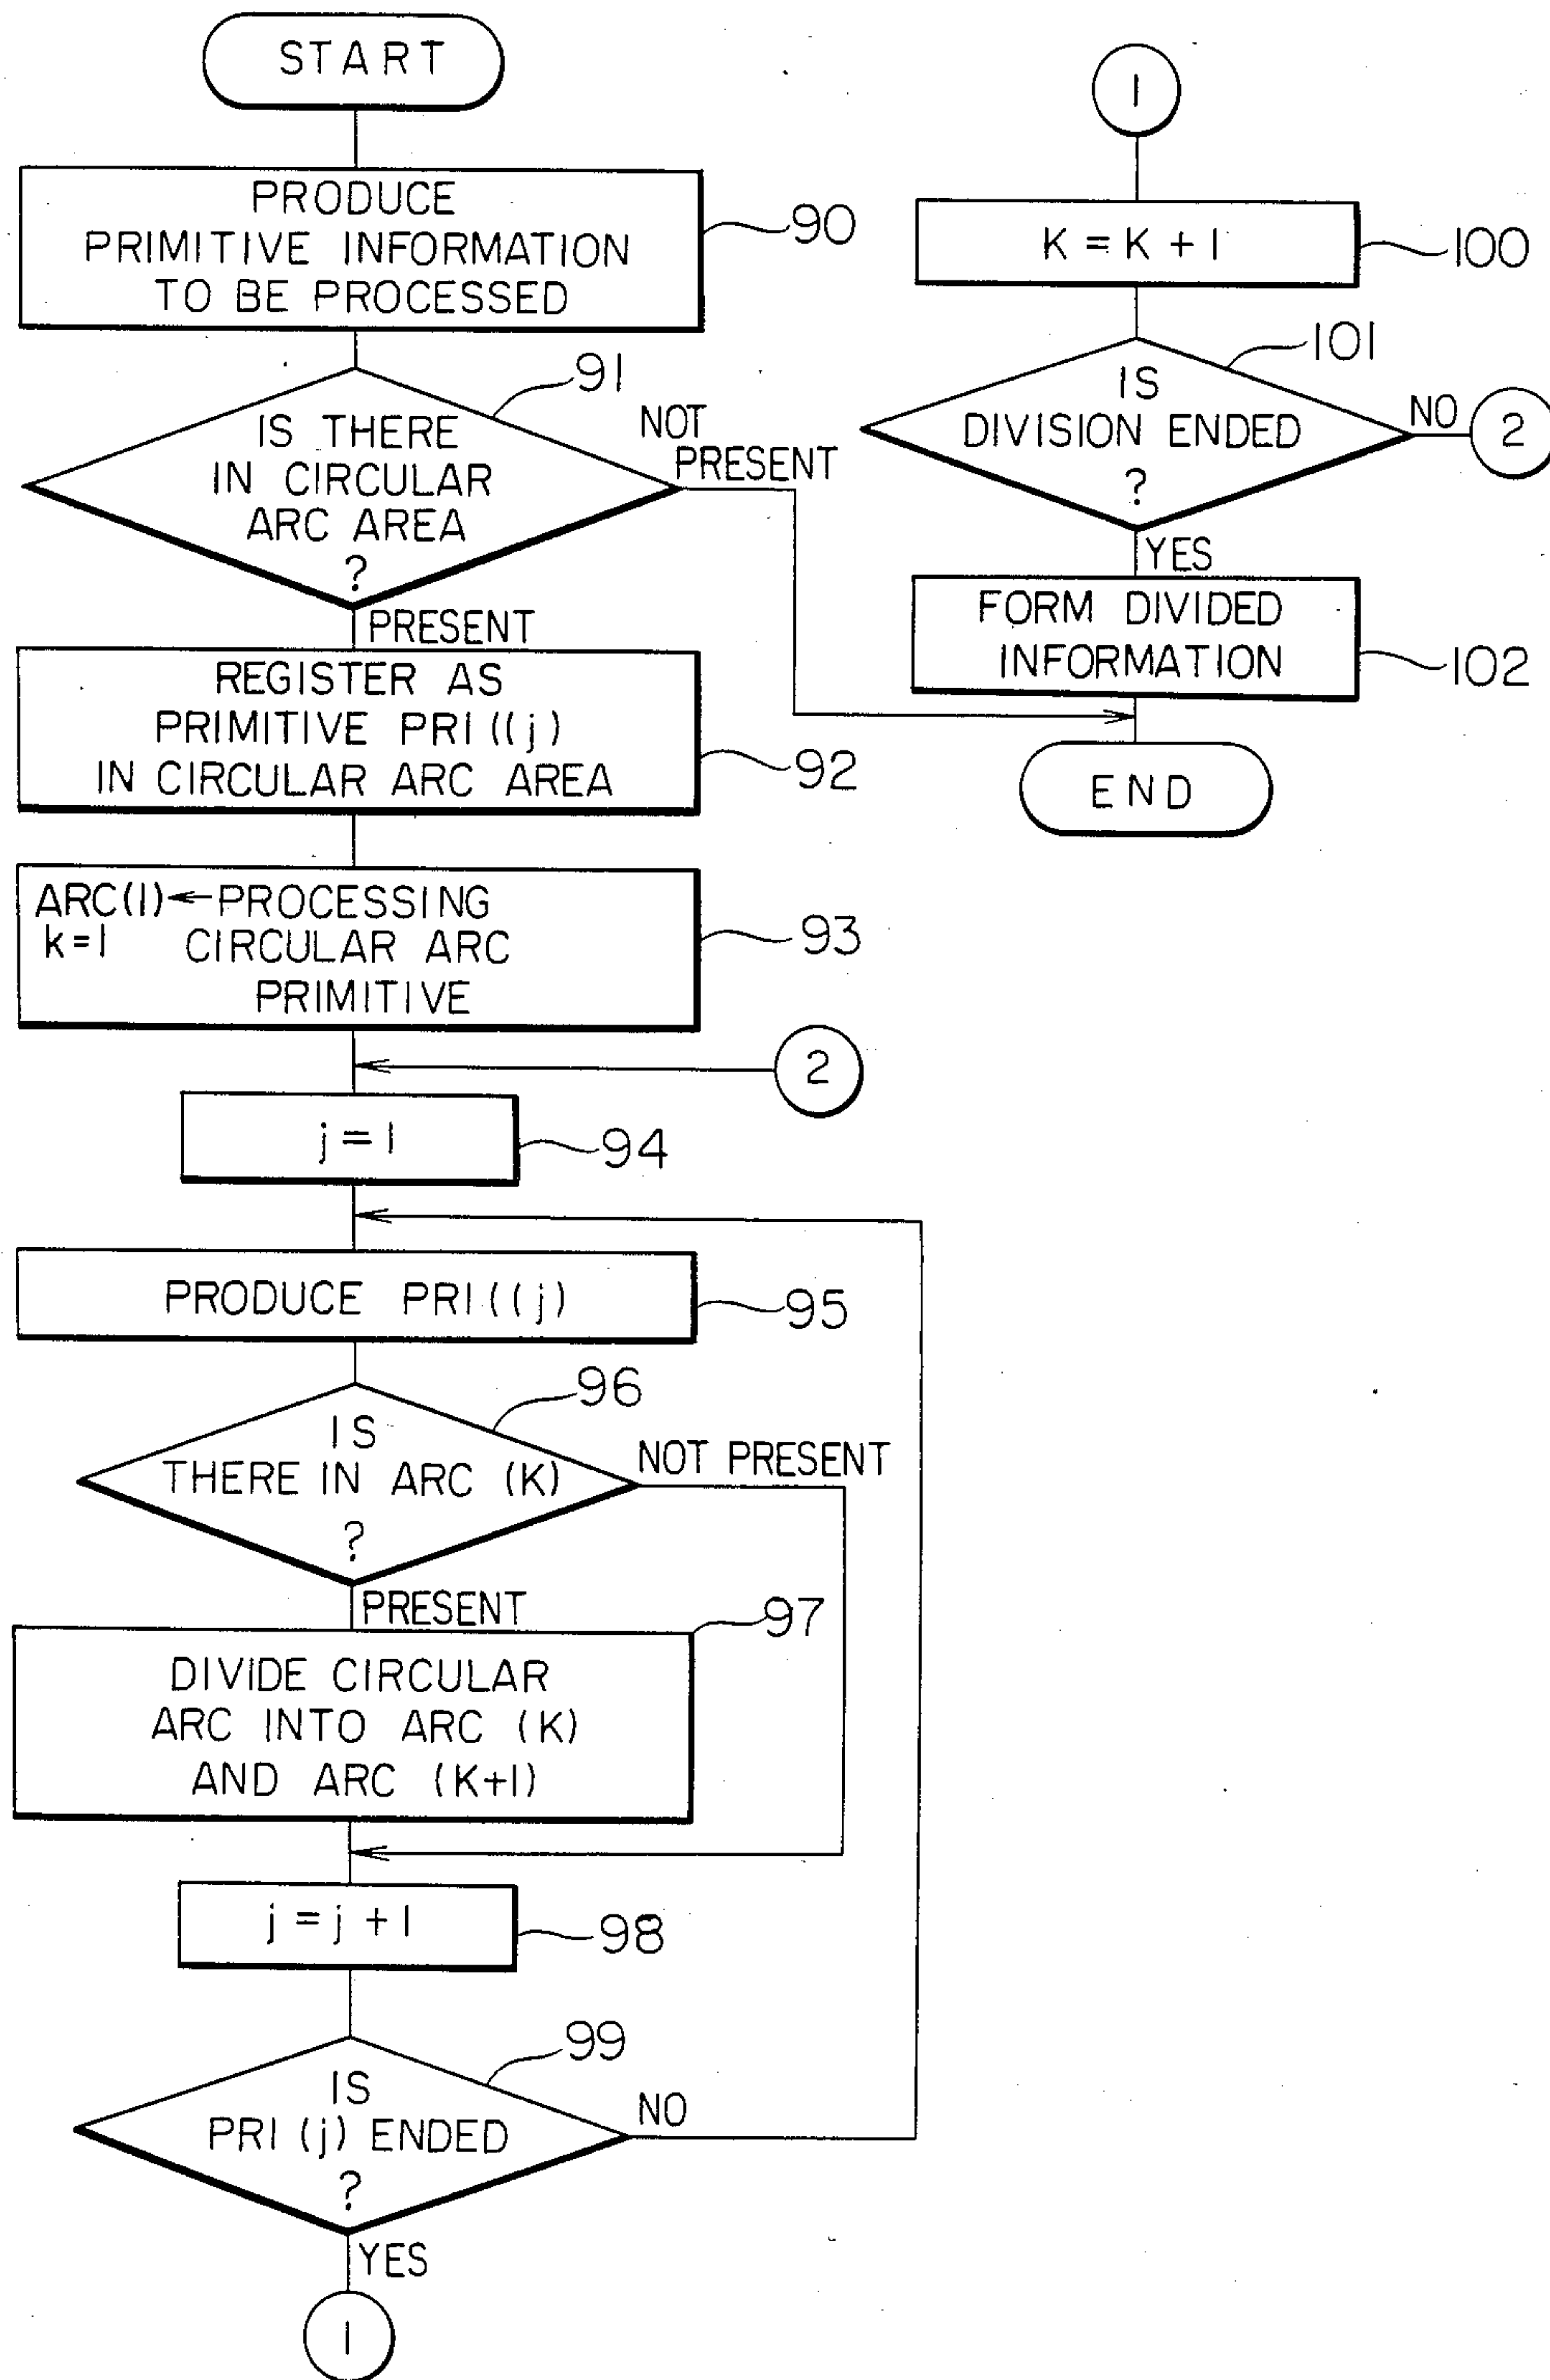 START
PRODUCE
PRIMITIVE INFORMATION
TO BE PROCESSED
90
91
IS THERE
IN CIRCULAR
ARC AREA
?
NOT
PRESENT
PRESENT
REGISTER AS
PRIMITIVE PRI((j)
IN CIRCULAR ARC AREA
92
ARC(1)←PROCESSING
k=1 CIRCULAR ARC
PRIMITIVE
93
2
j=1
94
PRODUCE PRI((j)
95
96
IS
THERE IN ARC (K)
?
NOT PRESENT
PRESENT
97
DIVIDE CIRCULAR
ARC INTO ARC (K)
AND ARC (K+1)
j=j+1
98
99
IS
PRI (j) ENDED
?
NO
YES
1
1
K=K+1
100
101
IS
DIVISION ENDED
?
NO
2
YES
FORM DIVIDED
INFORMATION
102
END